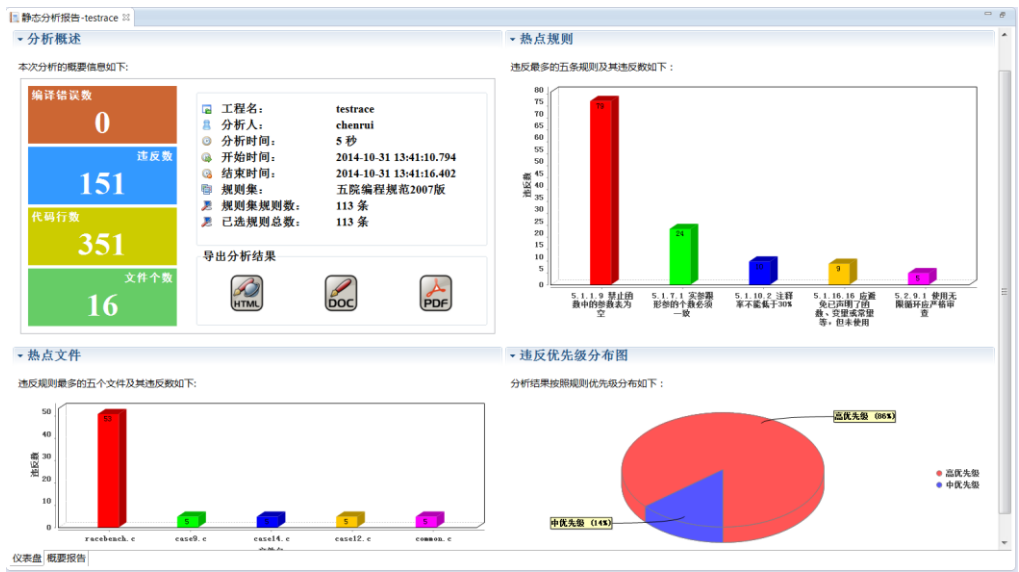 静态分析报告-testrace
分析概述
本次分析的概要信息如下:
编译错误数
0
违反数
151
代码行数
351
文件个数
16
工程名: testrace
分析人: chenrui
分析时间: 5 秒
开始时间: 2014-10-31 13:41:10.794
结束时间: 2014-10-31 13:41:16.402
规则集: 五院编程规范2007版
规则集规则数: 113 条
已选规则总数: 113 条
导出分析结果
HTML
DOC
PDF
热点规则
违反最多的五条规则及其违反数如下：
违反数
80
75
70
65
60
55
50
45
40
35
30
25
20
15
10
5
0
24
9
5
5.1.1.9 禁止函
数中的参数表为
空
5.1.7.1 实参跟
形参的个数必须
一致
5.1.10.2 注释
率不能低于30%
5.1.16.16 应避
免已声明了的
数、变量或常量
等，但未使用
5.2.9.1 使用无
限循环应严格审
查
热点文件
违反规则最多的五个文件及其违反数如下:
违反数
50
40
30
20
10
0
53
5
5
5
racebench.c
case9.c
case14.c
case12.c
common.c
违反优先级分布图
分析结果按照规则优先级分布如下：
高优先级 (86%)
中优先级 (14%)
高优先级
中优先级
仪表盘 概要报告